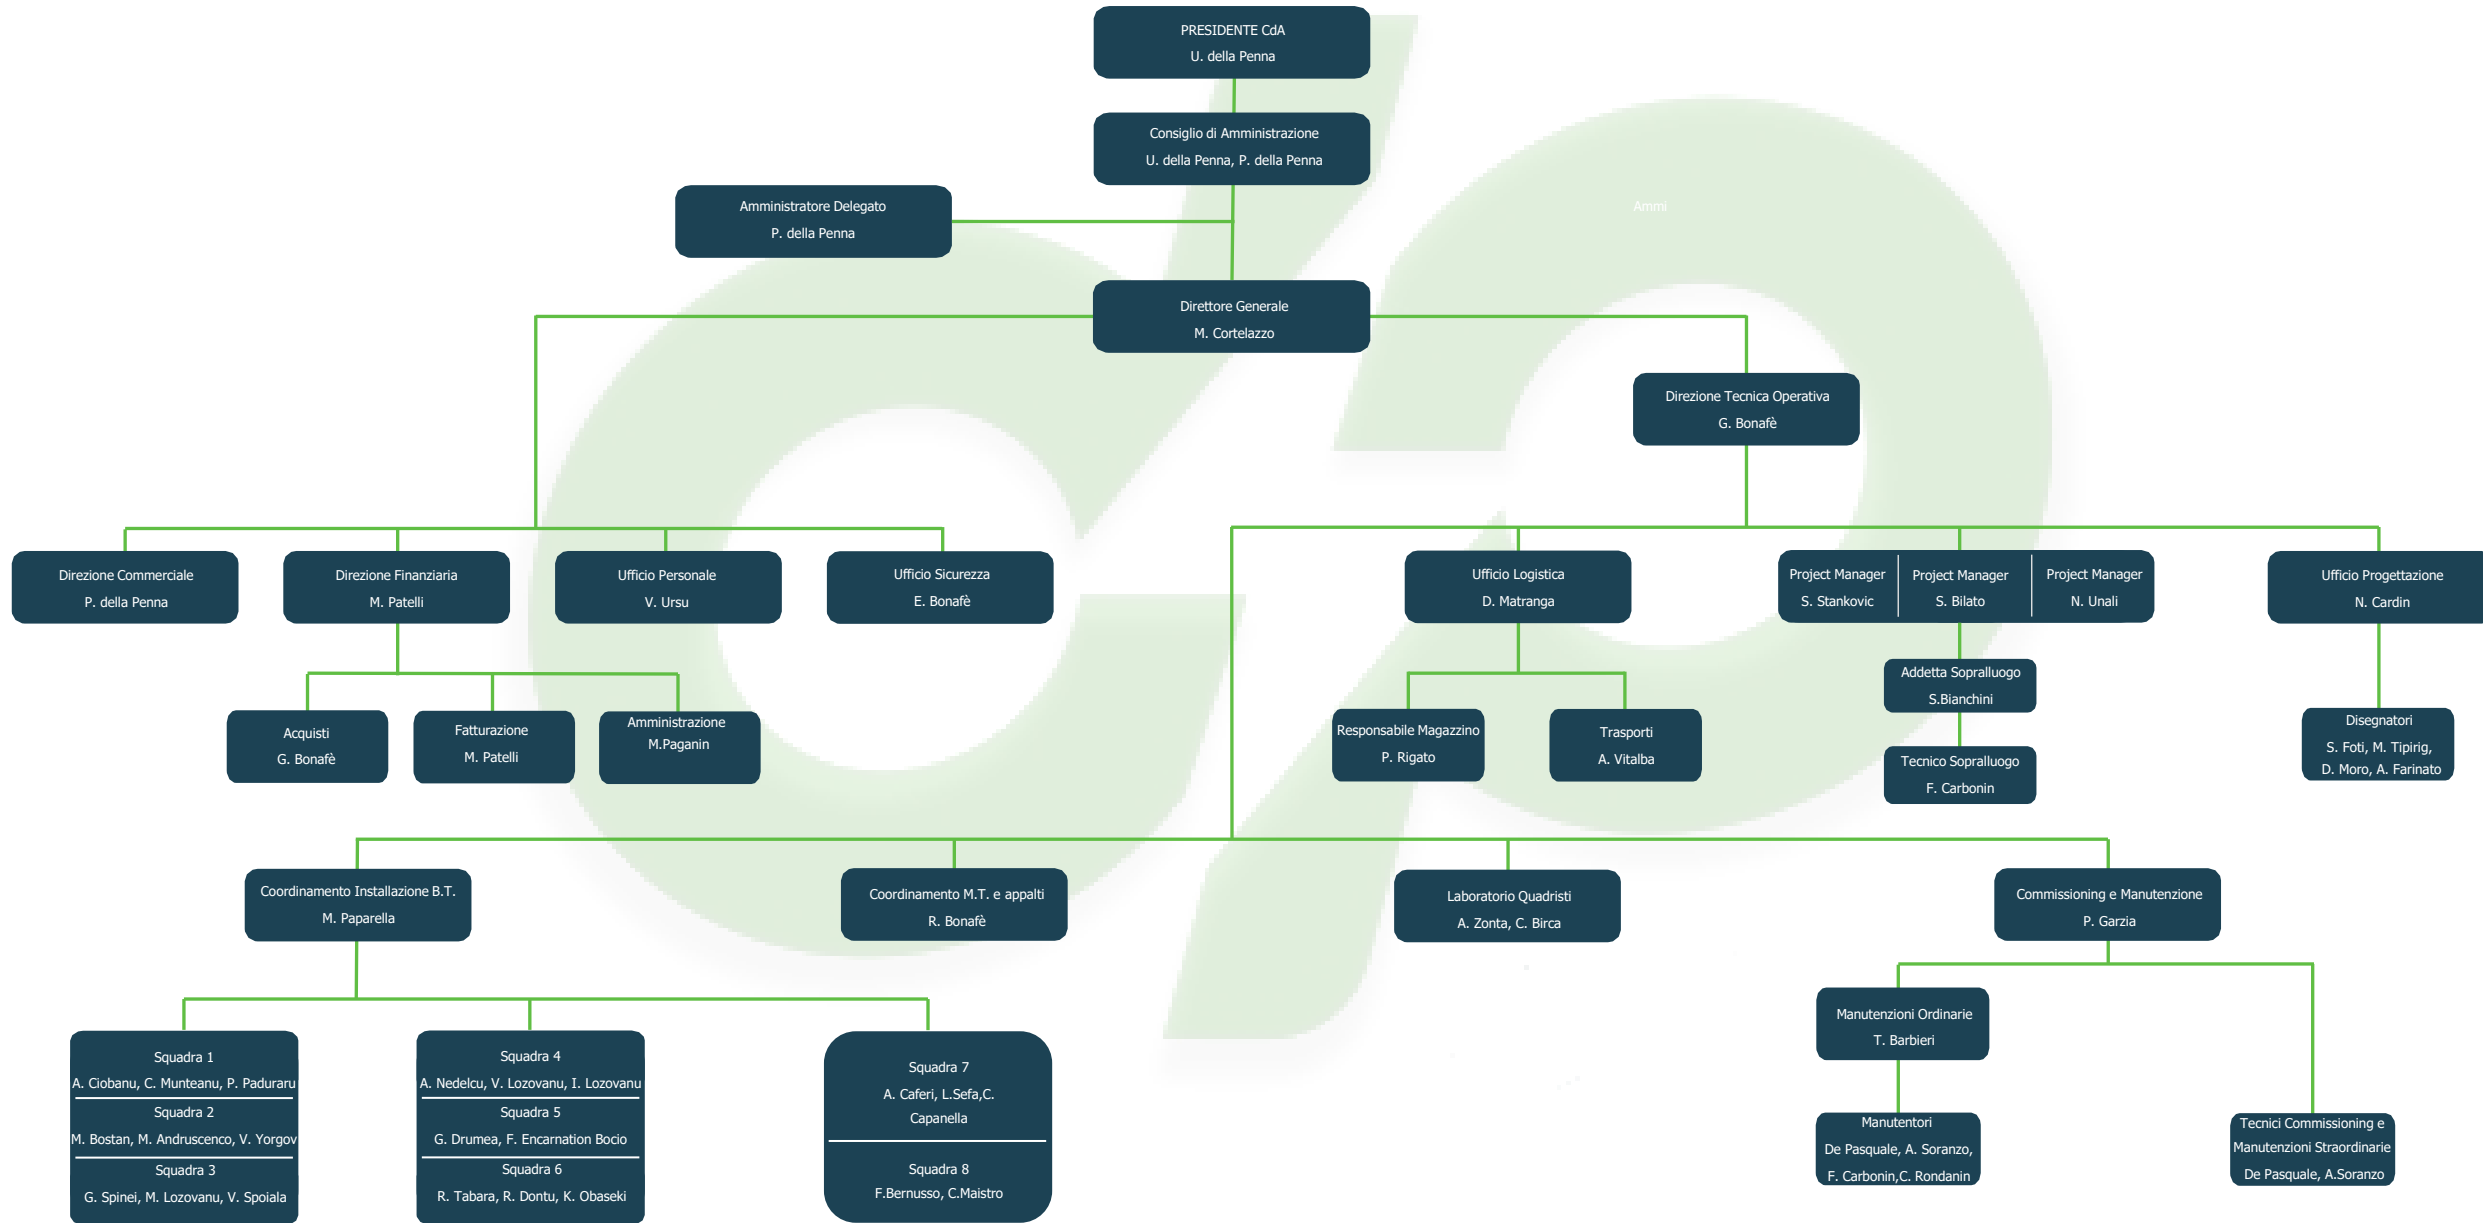 PRESIDENTE CdA
U. della Penna
Consiglio di Amministrazione
U. della Penna, P. della Penna
Amministratore Delegato
P. della Penna
Ammi
Direttore Generale
M. Cortelazzo
Direzione Tecnica Operativa
G. Bonafè
Direzione Commerciale
P. della Penna
Direzione Finanziaria
M. Patelli
Ufficio Personale
V. Ursu
Ufficio Sicurezza
E. Bonafè
Ufficio Logistica
D. Matranga
Project Manager
S. Stankovic
Project Manager
S. Bilato
Project Manager
N. Unali
Ufficio Progettazione
N. Cardin
Acquisti
G. Bonafè
Fatturazione
M. Patelli
Amministrazione
M.Paganin
Responsabile Magazzino
P. Rigato
Trasporti
A. Vitalba
Addetta Sopralluogo
S.Bianchini
Tecnico Sopralluogo
F. Carbonin
Disegnatori
S. Foti, M. Tipirig,
D. Moro, A. Farinato
Coordinamento Installazione B.T.
M. Paparella
Coordinamento M.T. e appalti
R. Bonafè
Laboratorio Quadristi
A. Zonta, C. Birca
Commissioning e Manutenzione
P. Garzia
Squadra 1
A. Ciobanu, C. Munteanu, P. Paduraru
Squadra 2
M. Bostan, M. Andruscenco, V. Yorgov
Squadra 3
G. Spinei, M. Lozovanu, V. Spoiala
Squadra 4
A. Nedelcu, V. Lozovanu, I. Lozovanu
Squadra 5
G. Drumea, F. Encarnation Bocio
Squadra 6
R. Tabara, R. Dontu, K. Obaseki
Squadra 7
A. Caferi, L.Sefa,C.
Capanella
Squadra 8
F.Bernusso, C.Maistro
Manutenzioni Ordinarie
T. Barbieri
Manutentori
De Pasquale, A. Soranzo,
F. Carbonin,C. Rondanin
Tecnici Commissioning e
Manutenzioni Straordinarie
De Pasquale, A.Soranzo